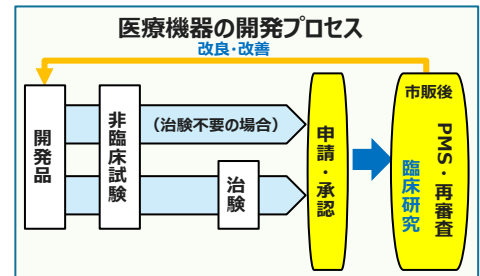 医療機器の開発プロセス
改良・改善
開発品
非臨床試験
（治験不要の場合）
治験
申請・承認
市販後
PMS・再審査
臨床研究